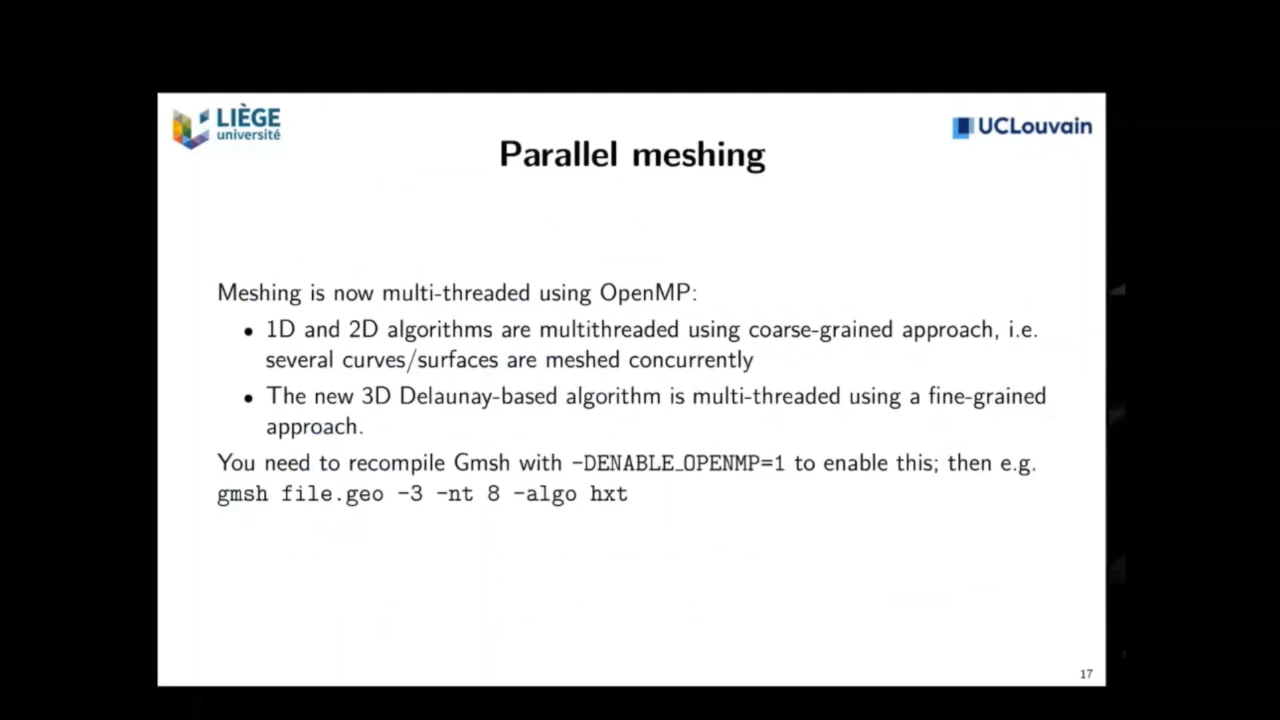 LIÈGE
université
UCLouvain
Parallel meshing
Meshing is now multi-threaded using OpenMP:
• 1D and 2D algorithms are multithreaded using coarse-grained approach, i.e.
several curves/surfaces are meshed concurrently
• The new 3D Delaunay-based algorithm is multi-threaded using a fine-grained
approach.
You need to recompile Gmsh with -DENABLE_OPENMP=1 to enable this; then e.g.
gmsh file.geo -3 -nt 8 -algo hxt
17